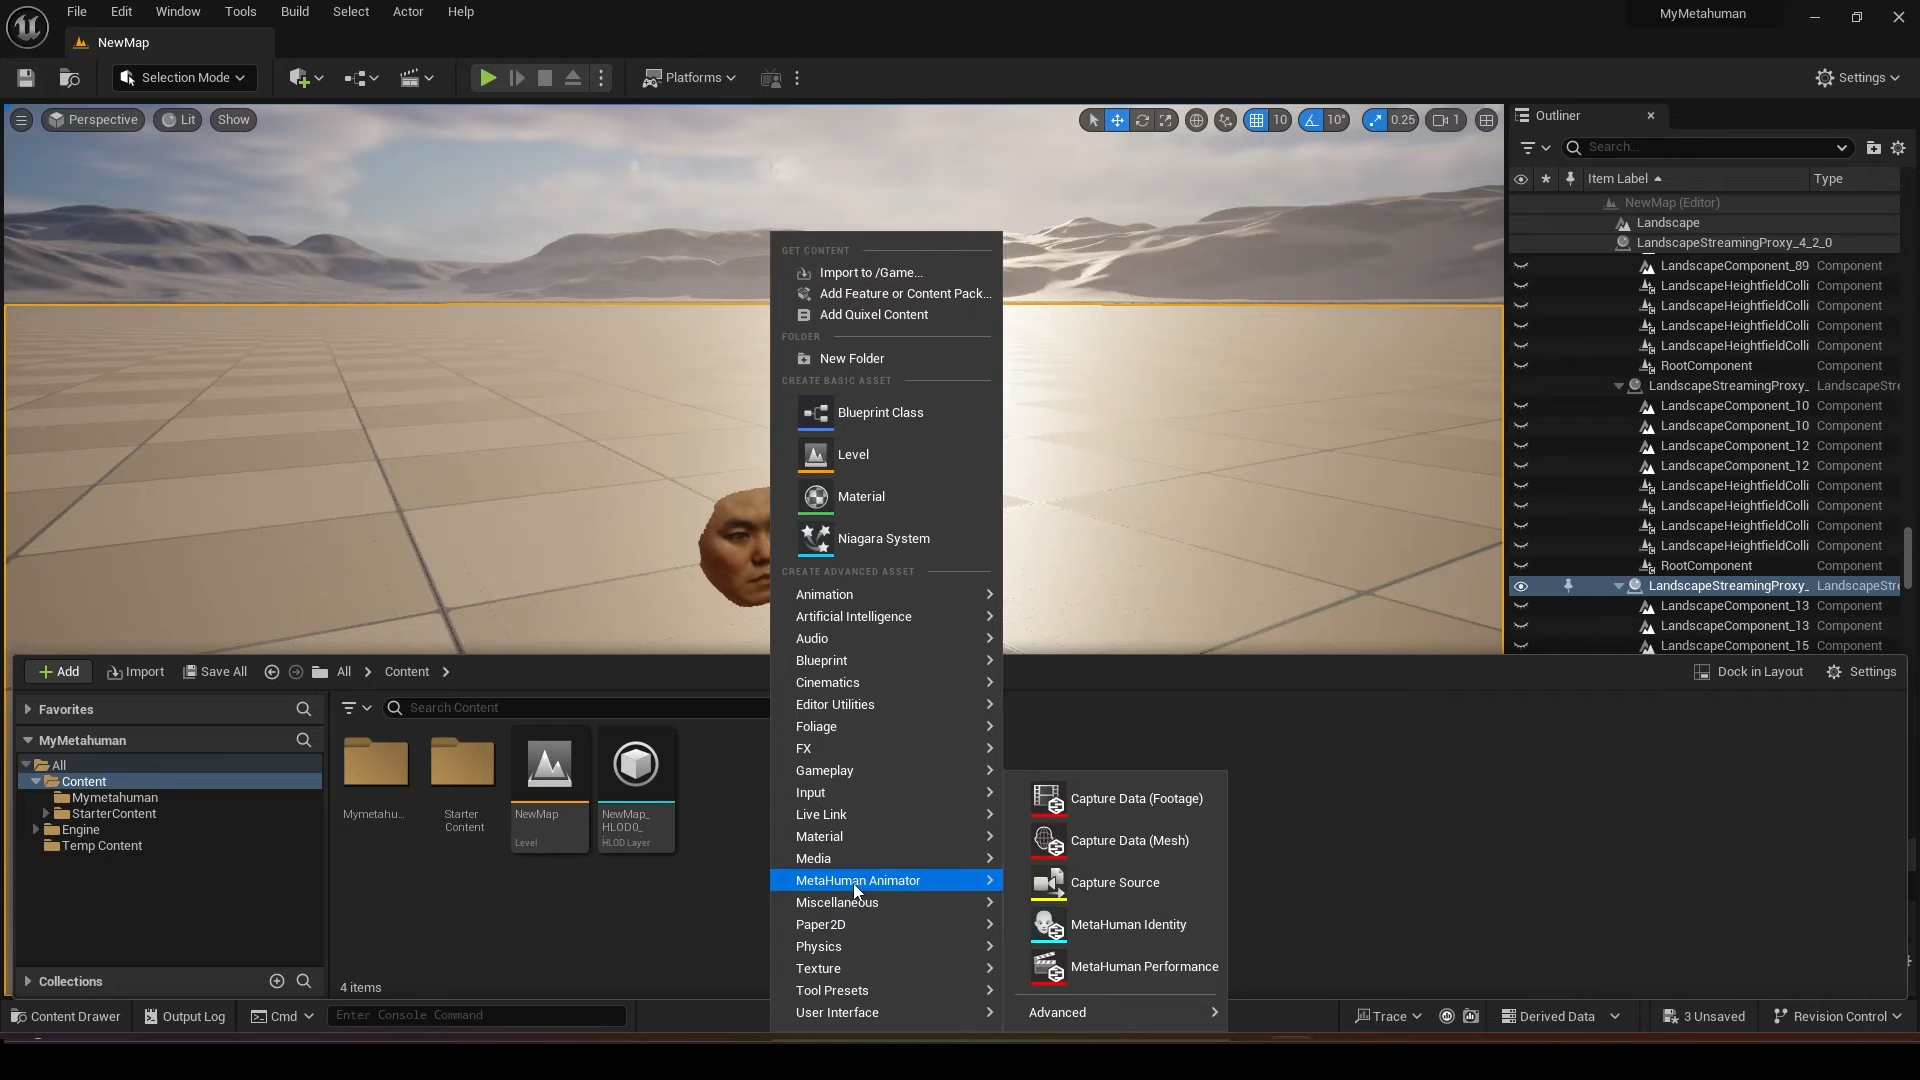 File Edit Window Tools Build Select Actor Help
MyMetahuman
NewMap
Selection Mode
Platforms
Settings
Perspective
Lit
Show
10
10°
0.25
1
Outliner
Search...
Item Label
Type
NewMap (Editor)
Landscape
LandscapeStreamingProxy_4_2_0
LandscapeComponent_89 Component
LandscapeHeightfieldColli Component
LandscapeHeightfieldColli Component
LandscapeHeightfieldColli Component
LandscapeHeightfieldColli Component
RootComponent Component
LandscapeStreamingProxy_ LandscapeStre
LandscapeComponent_10 Component
LandscapeComponent_10 Component
LandscapeComponent_12 Component
LandscapeComponent_12 Component
LandscapeHeightfieldColli Component
LandscapeHeightfieldColli Component
LandscapeHeightfieldColli Component
LandscapeHeightfieldColli Component
RootComponent Component
LandscapeStreamingProxy_ LandscapeStre
LandscapeComponent_13 Component
LandscapeComponent_13 Component
LandscapeComponent_15 Component
GET CONTENT
Import to /Game...
Add Feature or Content Pack...
Add Quixel Content
FOLDER
New Folder
CREATE BASIC ASSET
Blueprint Class
Level
Material
Niagara System
CREATE ADVANCED ASSET
Animation
Artificial Intelligence
Audio
Blueprint
Cinematics
Editor Utilities
Foliage
FX
Gameplay
Input
Live Link
Material
Media
MetaHuman Animator
Miscellaneous
Paper2D
Physics
Texture
Tool Presets
User Interface
Capture Data (Footage)
Capture Data (Mesh)
Capture Source
MetaHuman Identity
MetaHuman Performance
Advanced
Add
Import
Save All
All
Content
Dock in Layout
Settings
Favorites
MyMetahuman
All
Content
Mymetahuman
StarterContent
Engine
Temp Content
Collections
Search Content
Mymetahu...
Starter
Content
NewMap
Level
NewMap_
HLOD0_
HLOD Layer
4 items
Content Drawer
Output Log
Cmd
Enter Console Command
Trace
Derived Data
3 Unsaved
Revision Control